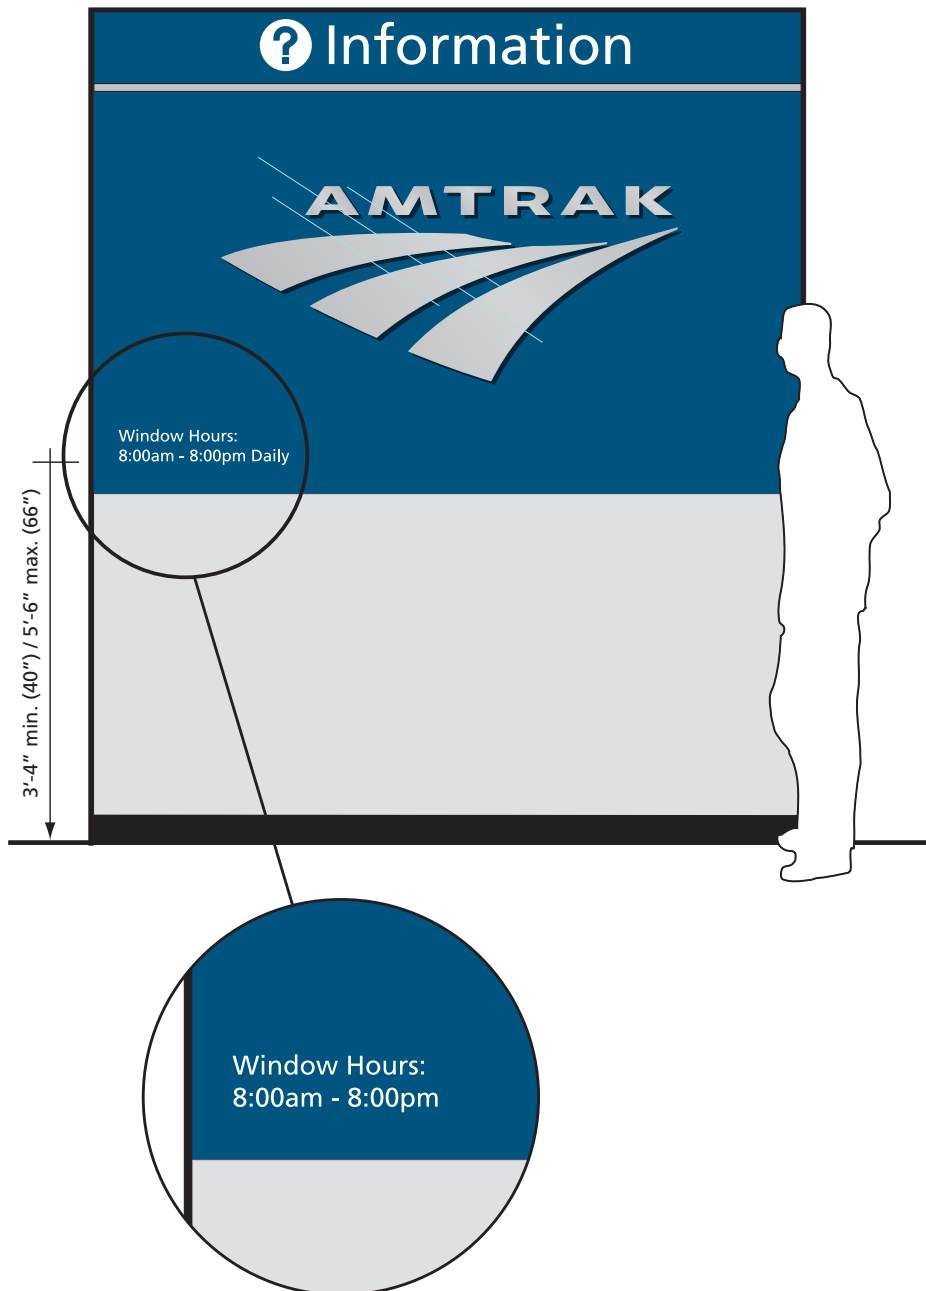 ? Information
AMTRAK
Window Hours:
8:00am - 8:00pm Daily
3'-4" min. (40") / 5'-6" max. (66")
Window Hours:
8:00am - 8:00pm